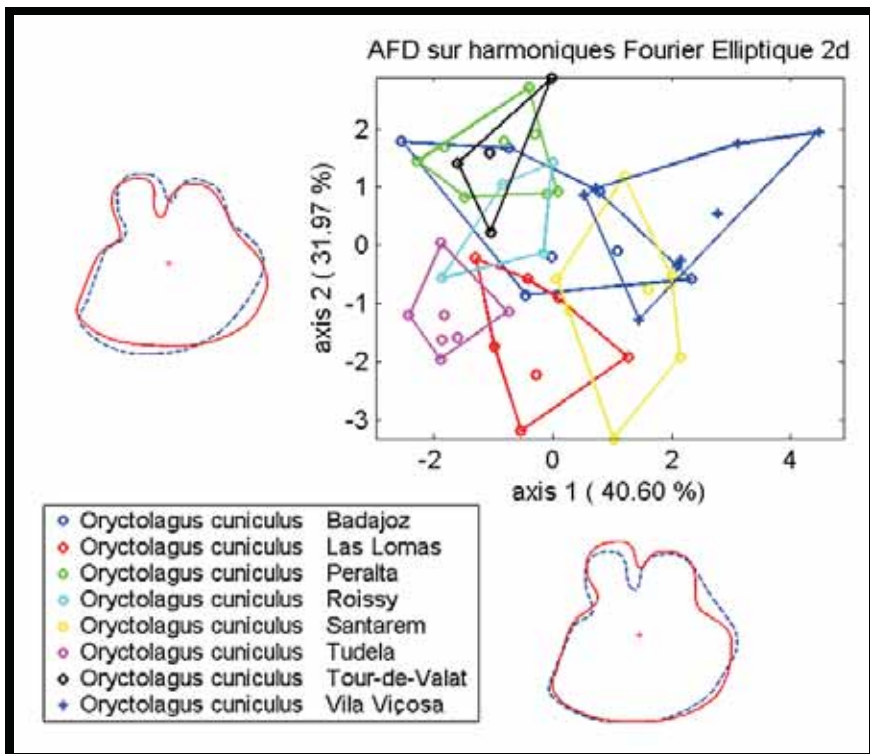 AFD sur harmoniques Fourier Elliptique 2d
axis 2 ( 31.97 %)
2
1
0
-1
-2
-3
-2 0 2 4
axis 1 ( 40.60 %)
Oryctolagus cuniculus Badajoz
Oryctolagus cuniculus Las Lomas
Oryctolagus cuniculus Peralta
Oryctolagus cuniculus Roissy
Oryctolagus cuniculus Santarem
Oryctolagus cuniculus Tudela
Oryctolagus cuniculus Tour-de-Valat
Oryctolagus cuniculus Vila Viçosa